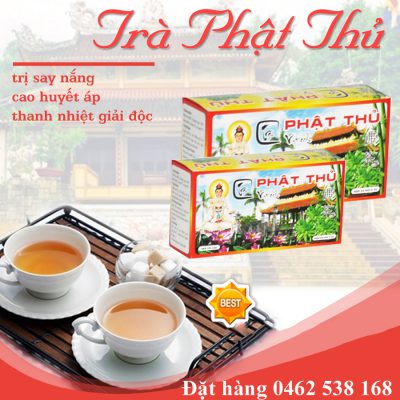 Trà Phật Thủ
trị say nắng
cao huyết áp
thanh nhiệt giải độc
PHẬT THỦ
PHẬT THỦ
BEST
Đặt hàng 0462 538 168